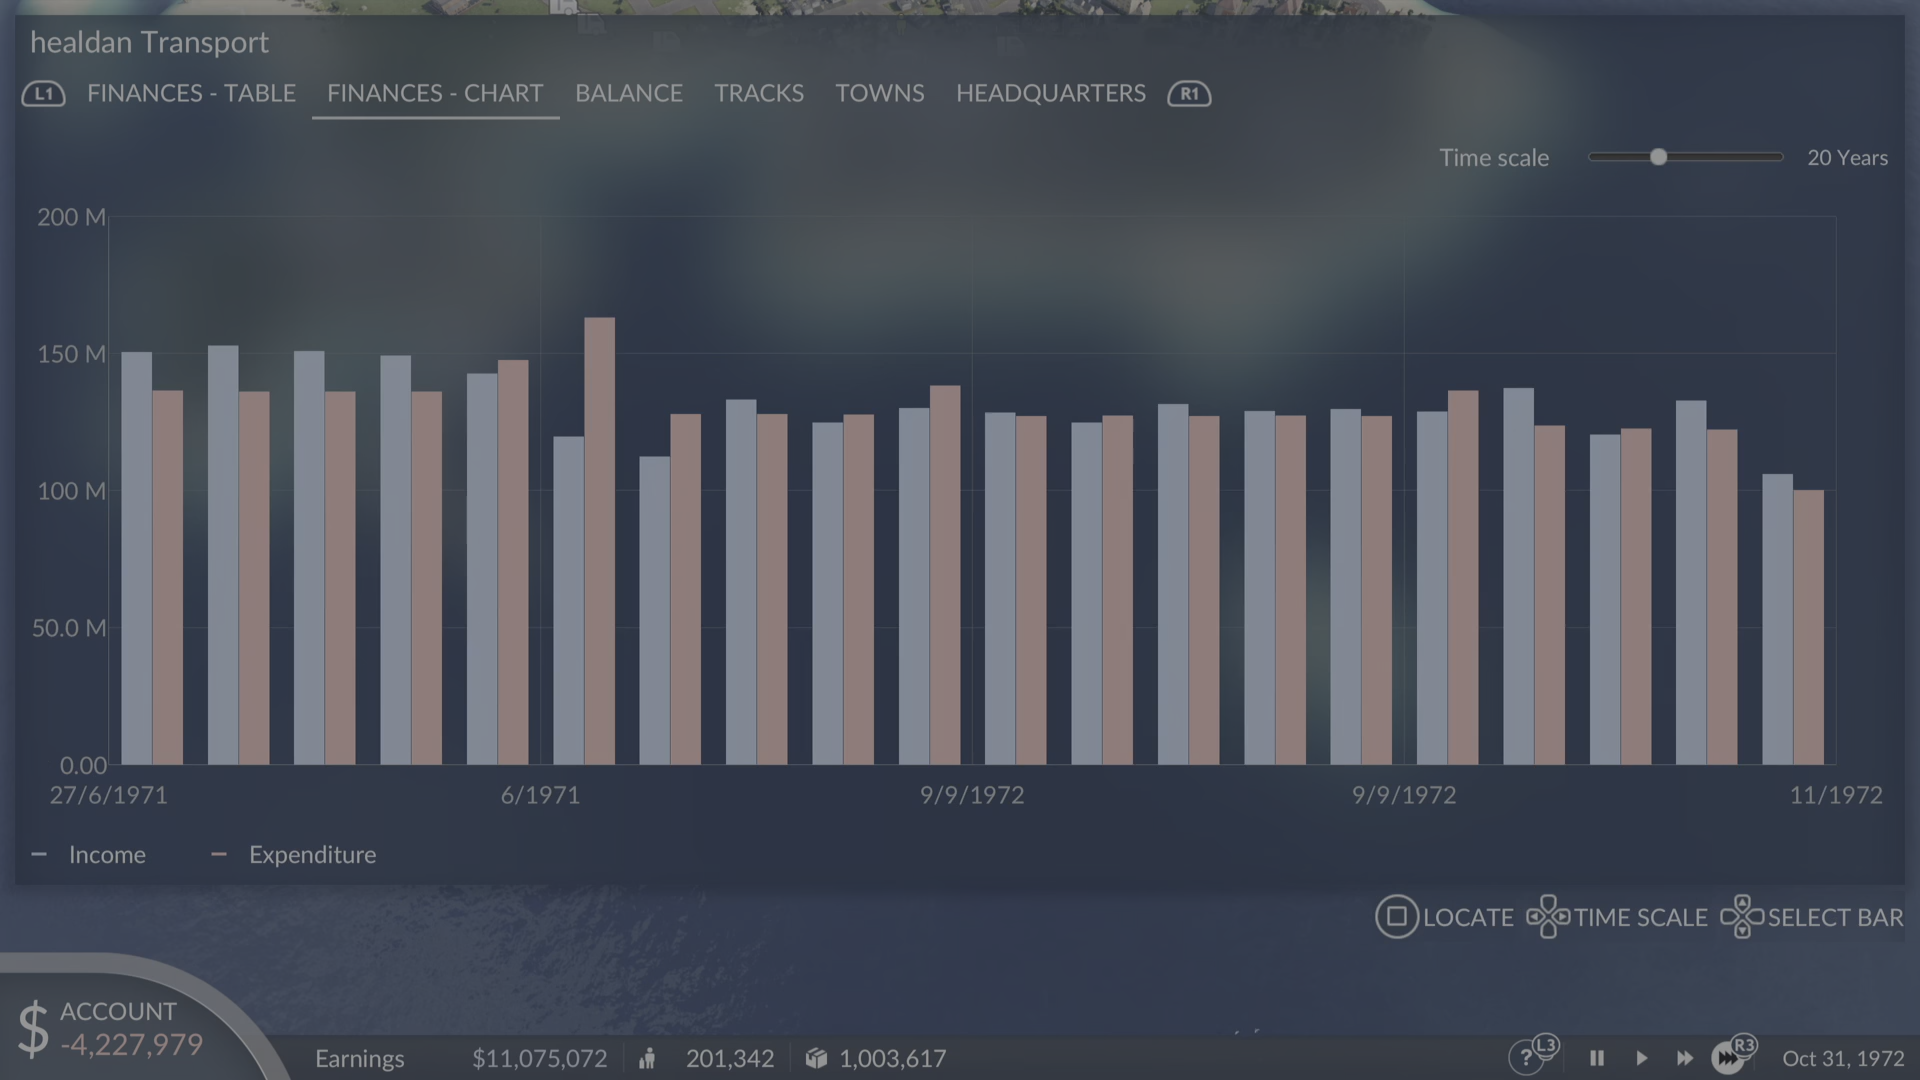 healdan Transport
L1 FINANCES - TABLE FINANCES - CHART BALANCE TRACKS TOWNS HEADQUARTERS R1
Time scale 20 Years
200 M
150 M
100 M
50.0 M
0.00
27/6/1971 6/1971 9/9/1972 9/9/1972 11/1972
Income Expenditure
LOCATE TIME SCALE SELECT BAR
$ ACCOUNT
-4,227,979
Earnings $11,075,072 201,342 1,003,617 ? L3 R3 Oct 31, 1972